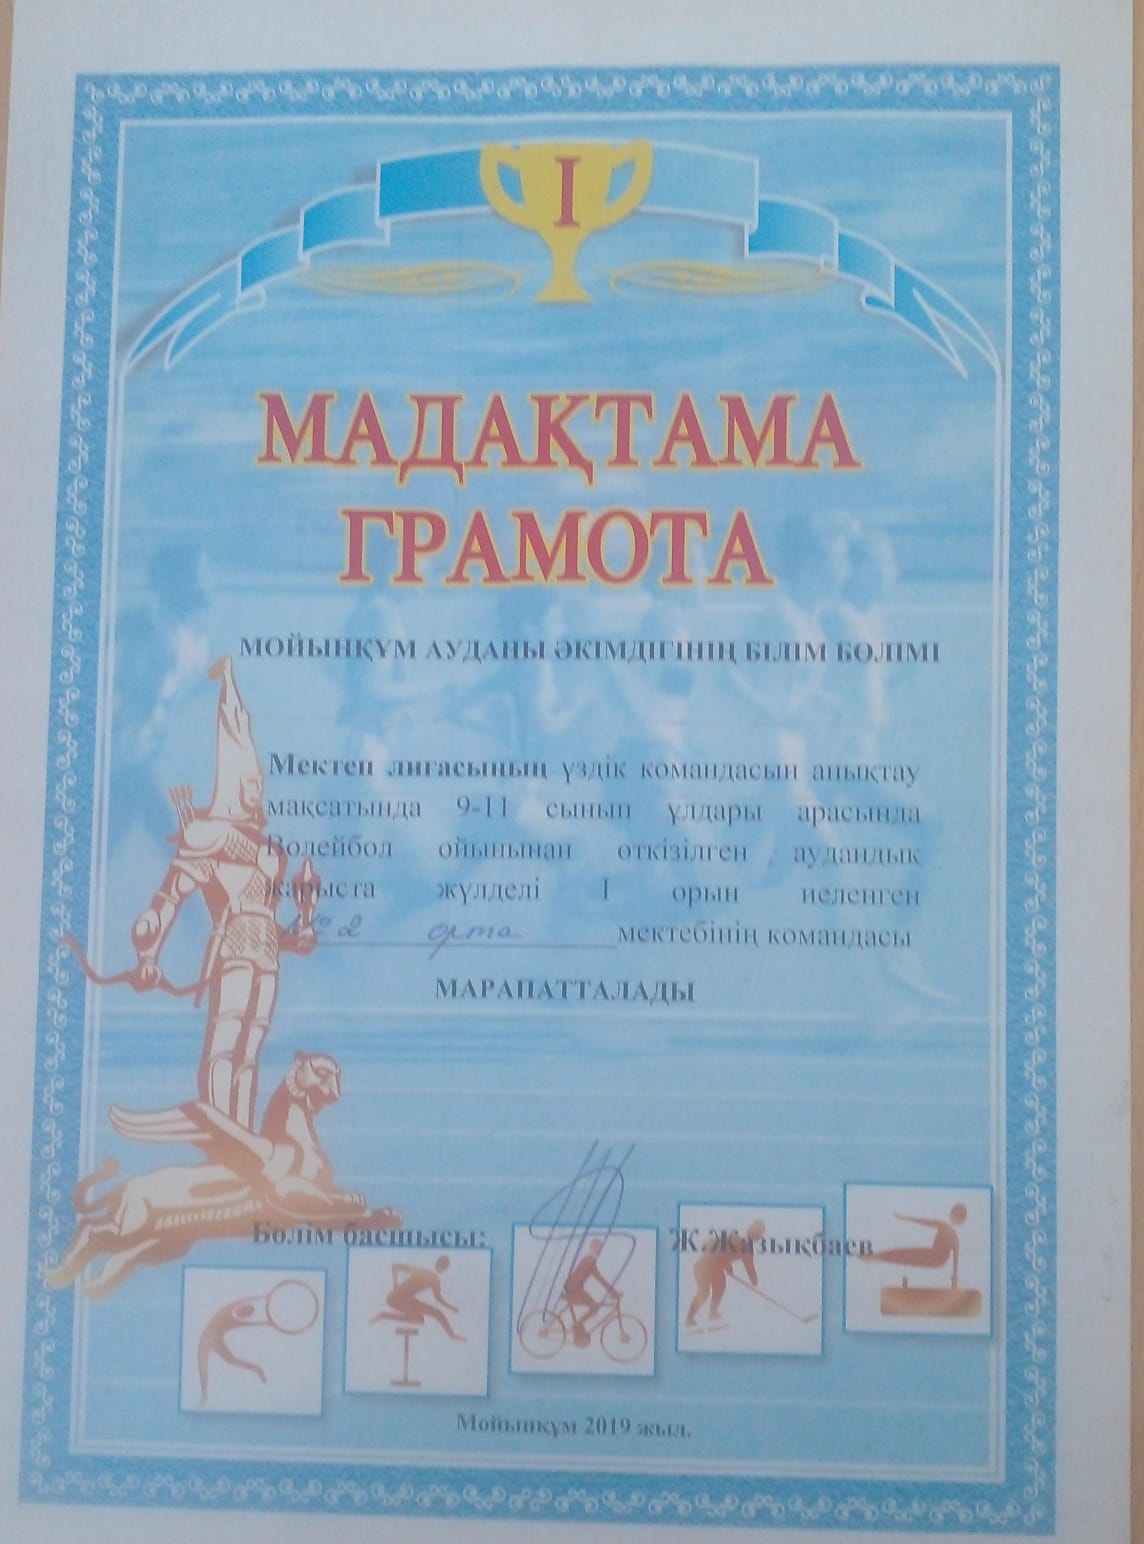 I
МАДАҚТАМА
ГРАМОТА
МОЙЫНҚҰМ АУДАНЫ ӘКІМДІГІНІҢ БІЛІМ БӨЛІМІ
Мектеп лигасының үздік командасын анықтау
мақсатында 9-11 сынып ұлдары арасында
Волейбол ойынынан өткізілген аудандық
жарыста жүлделі I орын иеленген
№2 орта мектебінің командасы
МАРАПАТТАЛАДЫ
Бөлім басшысы: Ж.Жазықбаев
Мойынқұм 2019 жыл.